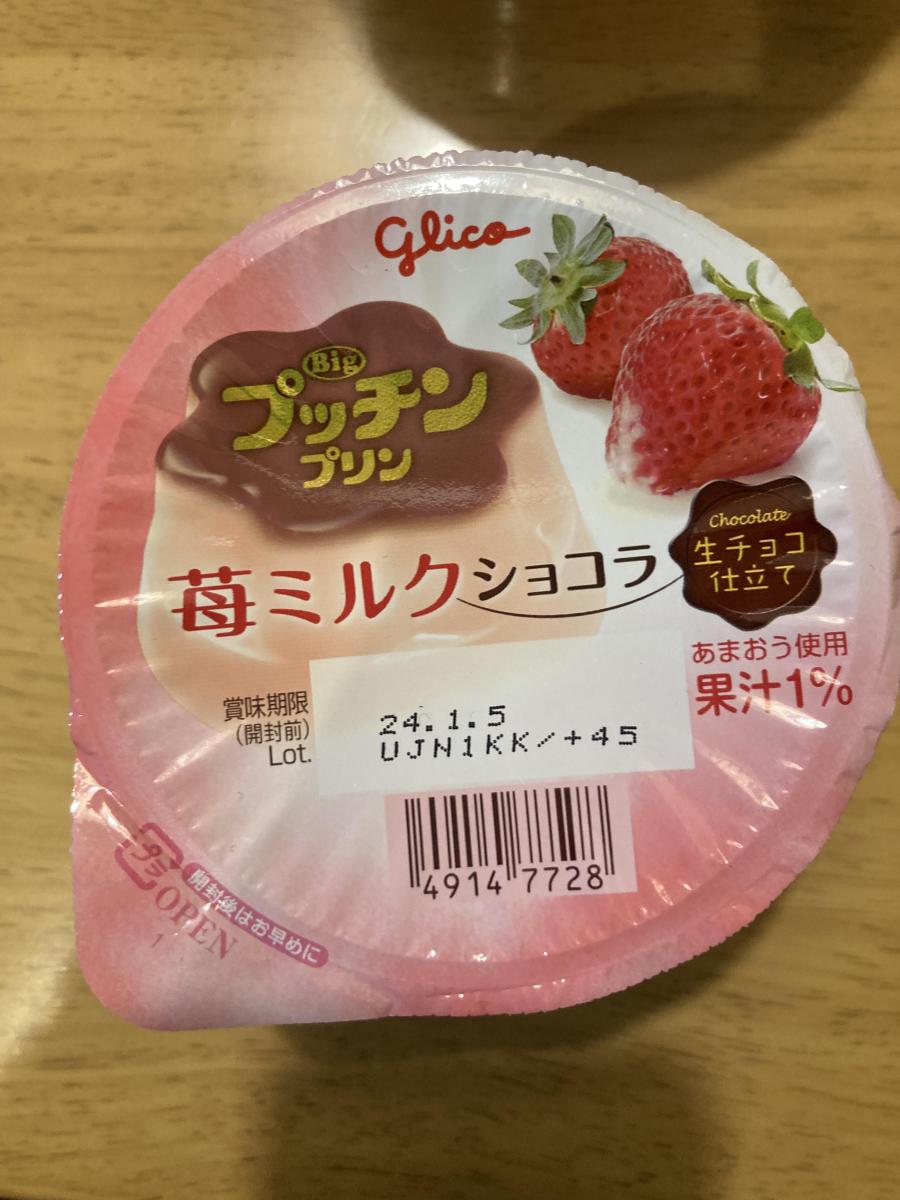 Glico
Big
プッチン
プリン
苺ミルクショコラ
Chocolate
生チョコ
仕立て
あまおう使用
果汁1%
賞味期限
(開封前)
Lot.
24.1.5
UJN1KK/+45
4914 7728
プラ
開封後はお早めに
OPEN
1